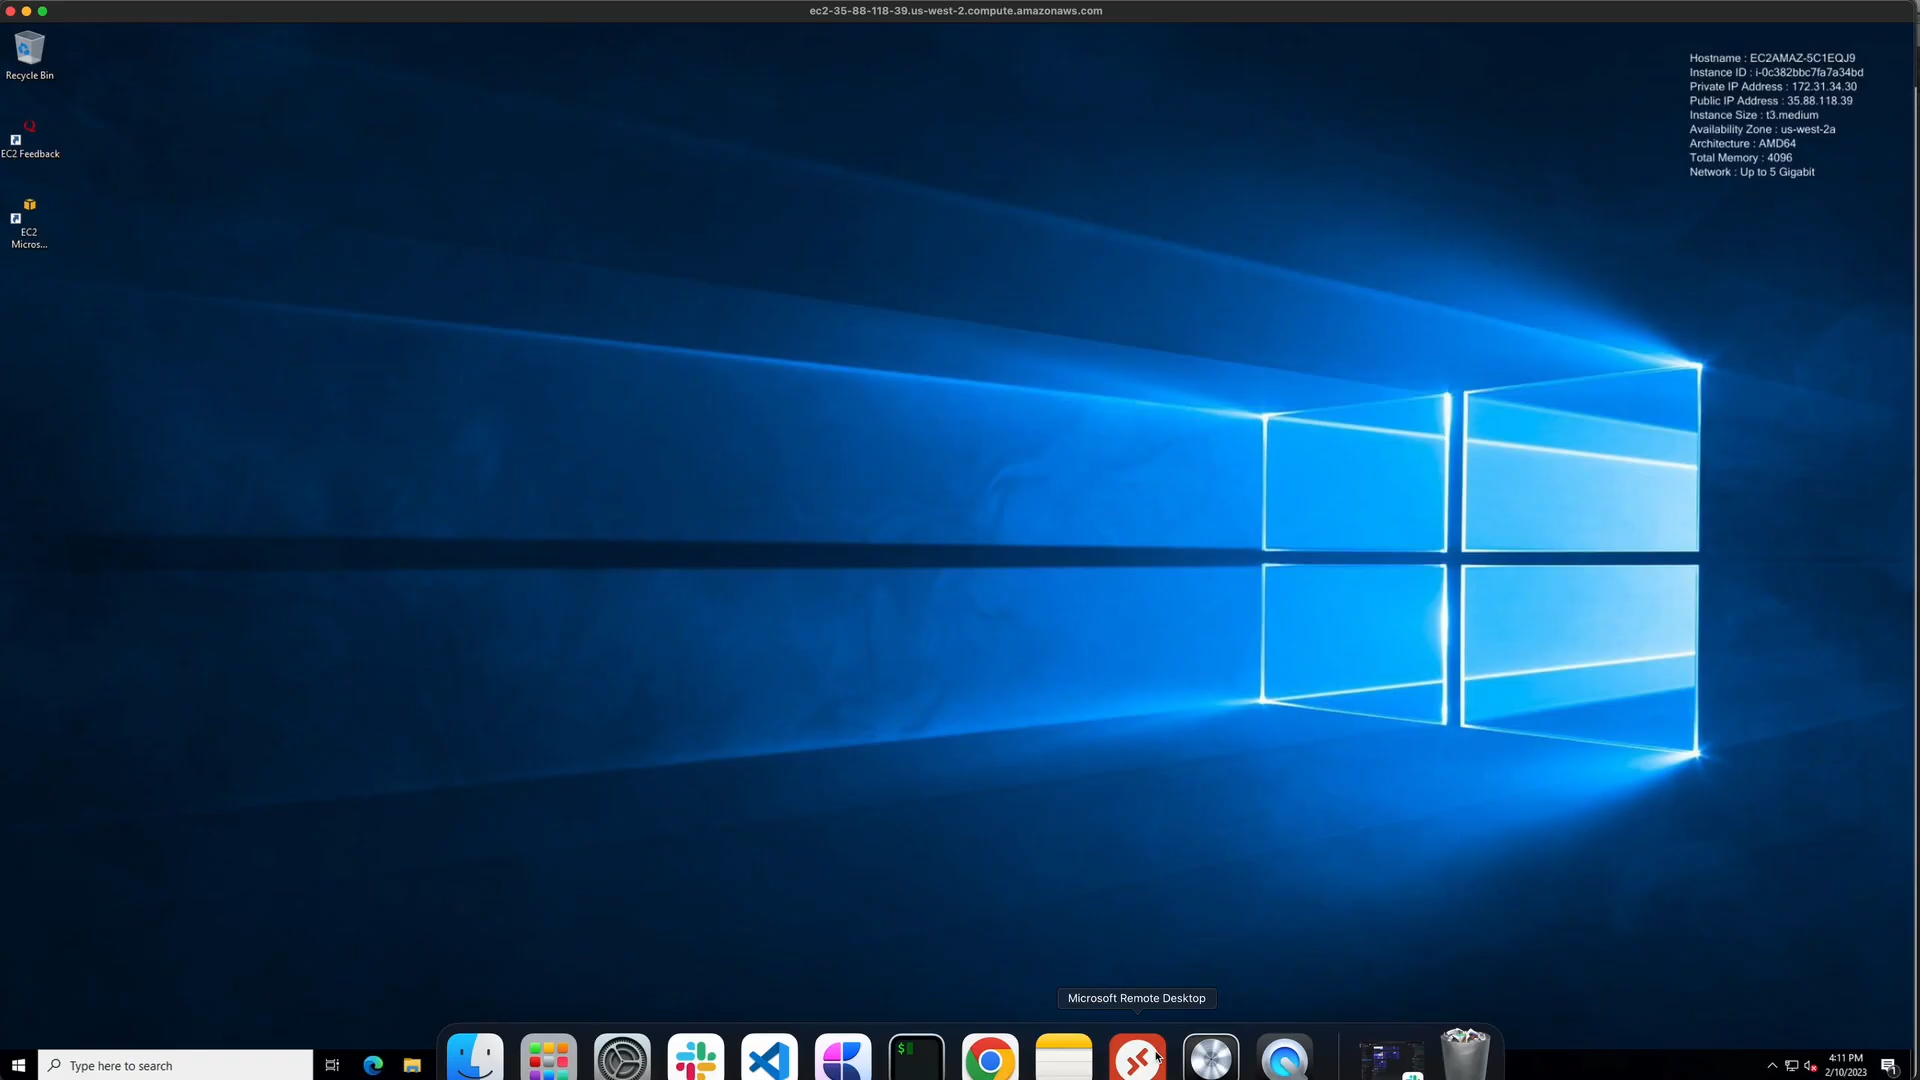 ec2-35-88-118-39.us-west-2.compute.amazonaws.com
Recycle Bin
EC2 Feedback
EC2
Micros...
Hostname : EC2AMAZ-5C1EQJ9
Instance ID : i-0c382bbc7fa7a34bd
Private IP Address : 172.31.34.30
Public IP Address : 35.88.118.39
Instance Size : t3.medium
Availability Zone : us-west-2a
Architecture : AMD64
Total Memory : 4096
Network : Up to 5 Gigabit
Microsoft Remote Desktop
Type here to search
$
4:11 PM
2/10/2023
1